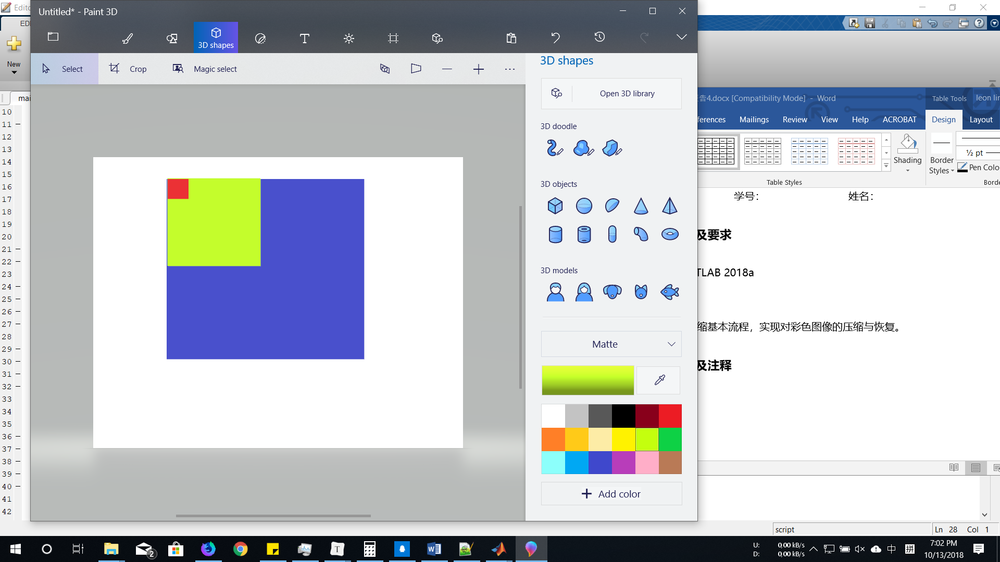 Edito
Untitled* - Paint 3D
EDI
3D shapes
New
Select
Crop
Magic select
mai
10
11
12
13
14
15
16
17
18
19
20
21
22
23
24
25
26
27
28
29
30
31
32
33
34
35
36
37
38
39
40
41
42
3D shapes
Open 3D library
3D doodle
3D objects
3D models
Matte
Add color
告4.docx [Compatibility Mode] - Word
Table Tools
leon lin
ferences
Mailings
Review
View
Help
ACROBAT
Design
Layout
Shading
Border
Styles
½ pt
Pen Colo
Table Styles
Borde
学号：
姓名：
及要求
TLAB 2018a
缩基本流程，实现对彩色图像的压缩与恢复。
及注释
script
Ln 28 Col 1
2
T
U: 0,00 kB/s
D: 0,00 kB/s
中
拼
7:02 PM
10/13/2018